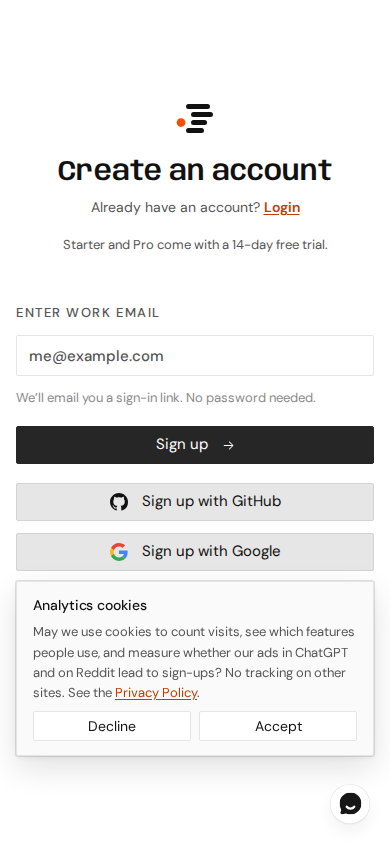 Create an account
Already have an account? Login
Starter and Pro come with a 14-day free trial.
ENTER WORK EMAIL
me@example.com
We'll email you a sign-in link. No password needed.
Sign up →
Sign up with GitHub
Sign up with Google
Analytics cookies
May we use cookies to count visits, see which features
people use, and measure whether our ads in ChatGPT
and on Reddit lead to sign-ups? No tracking on other
sites. See the Privacy Policy.
Decline
Accept